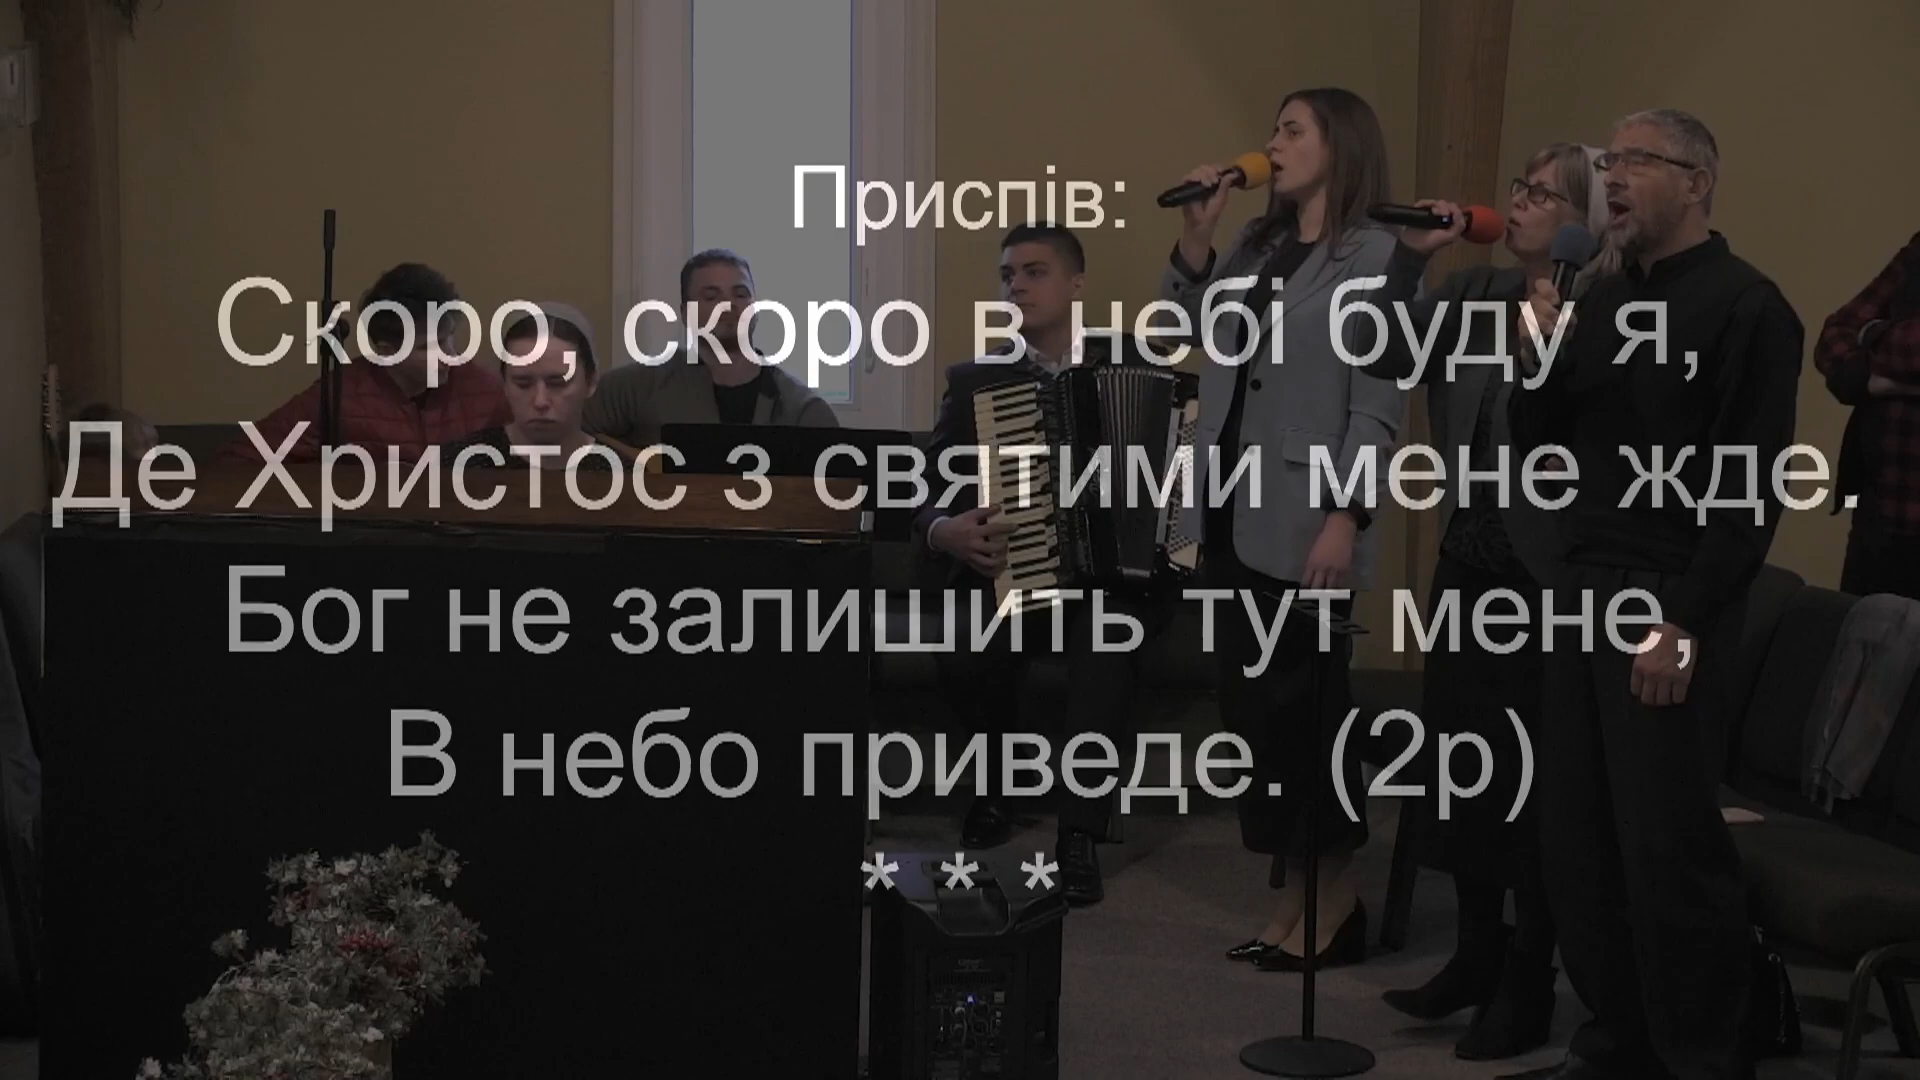 Приспів:
Скоро, скоро в небі буду я,
Де Христос з святими мене жде.
Бог не залишить тут мене,
В небо приведе. (2р)
* * *